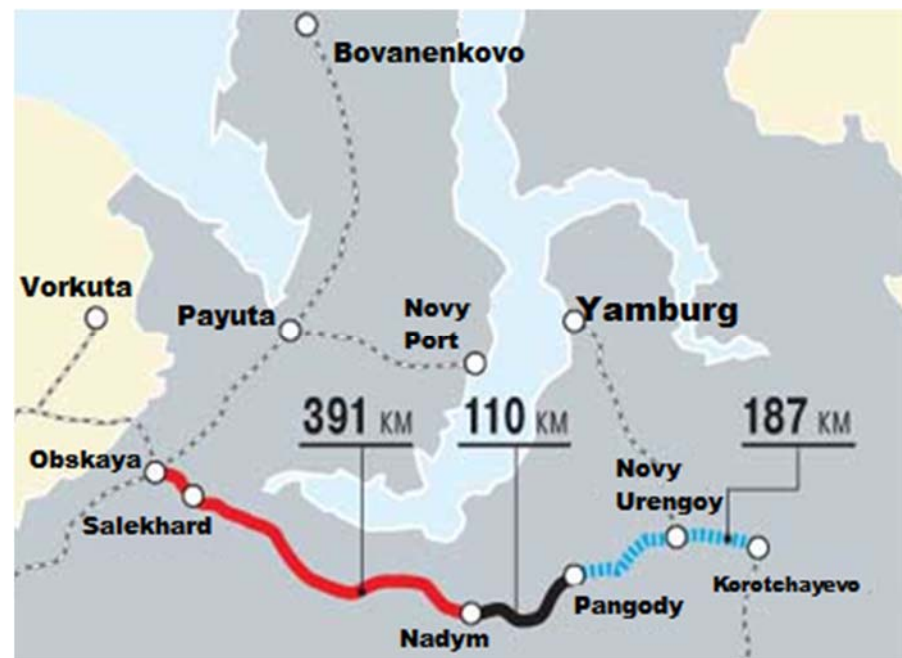 Bovanenkovo
Vorkuta
Payuta
Novy
Port
Yamburg
391 KM
110 KM
187 KM
Obskaya
Novy
Urengoy
Salekhard
Korotchayevo
Pangody
Nadym